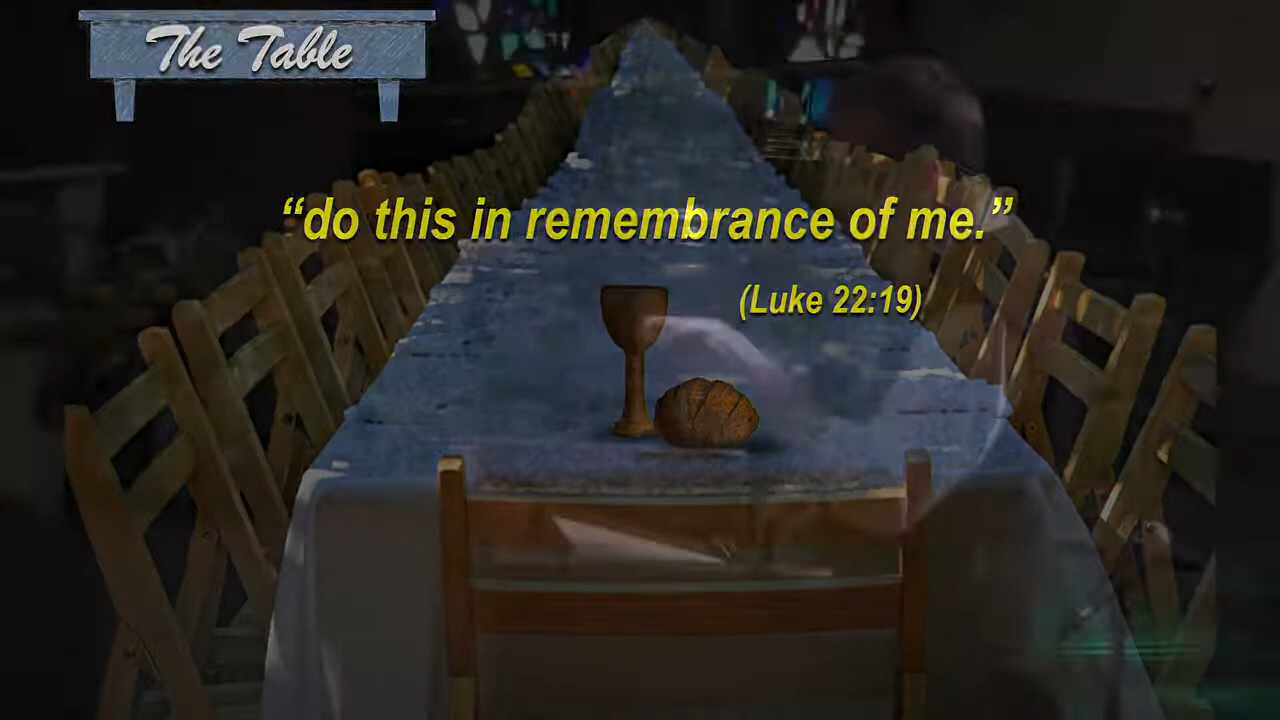 The Table
“do this in remembrance of me.”
(Luke 22:19)